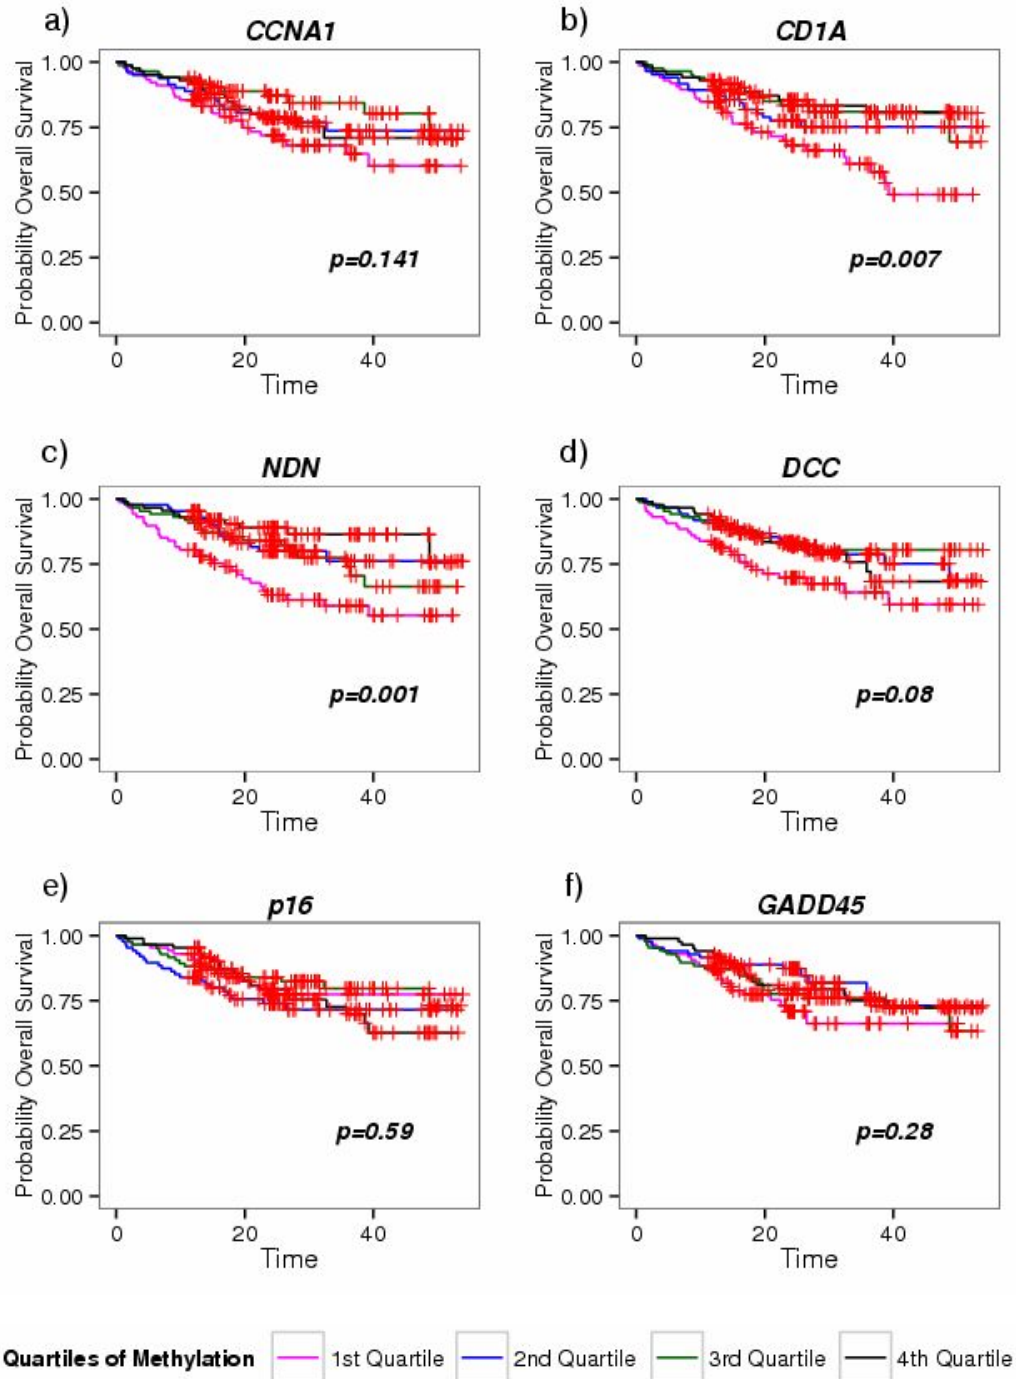 a)
CCNA1
Probability Overall Survival
1.00
0.75
0.50
0.25
0.00
p=0.141
0 20 40
Time
b)
CD1A
Probability Overall Survival
1.00
0.75
0.50
0.25
0.00
p=0.007
0 20 40
Time
c)
NDN
Probability Overall Survival
1.00
0.75
0.50
0.25
0.00
p=0.001
0 20 40
Time
d)
DCC
Probability Overall Survival
1.00
0.75
0.50
0.25
0.00
p=0.08
0 20 40
Time
e)
p16
Probability Overall Survival
1.00
0.75
0.50
0.25
0.00
p=0.59
0 20 40
Time
f)
GADD45
Probability Overall Survival
1.00
0.75
0.50
0.25
0.00
p=0.28
0 20 40
Time
Quartiles of Methylation 1st Quartile 2nd Quartile 3rd Quartile 4th Quartile